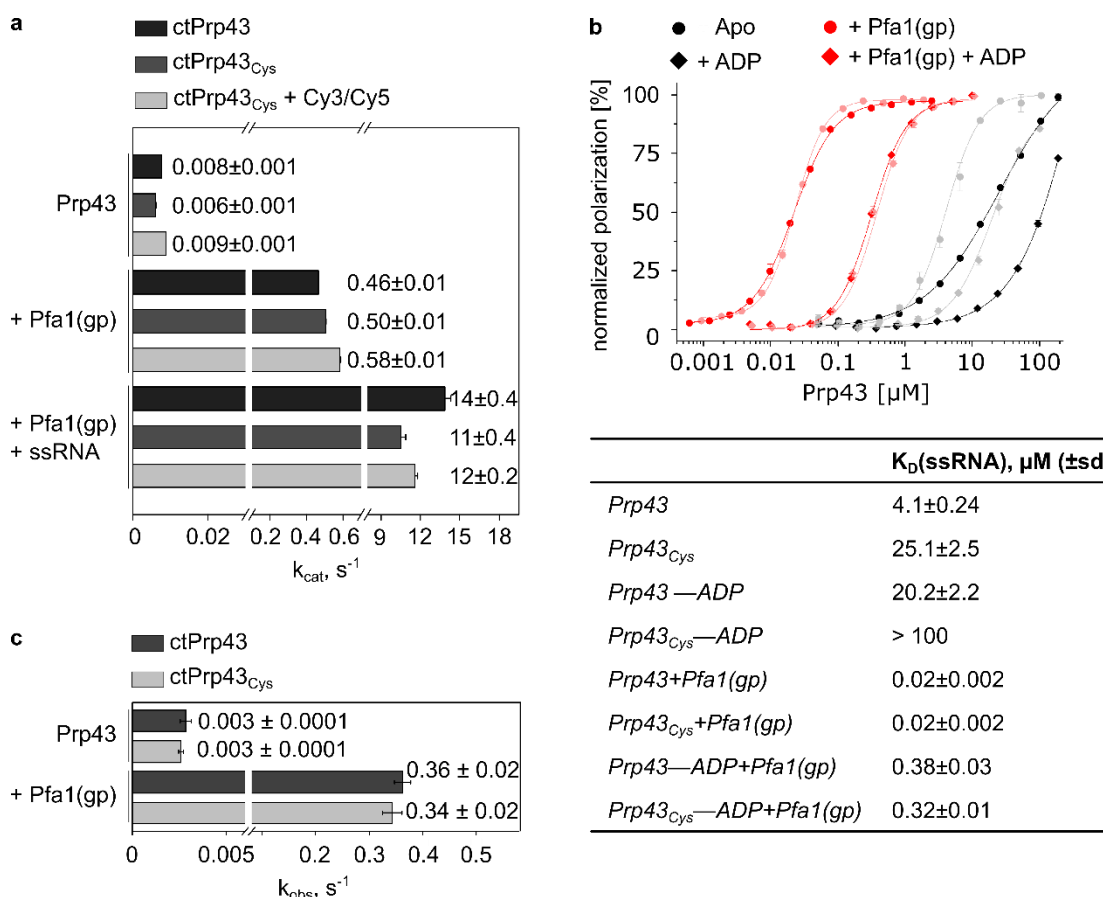 a
ctPrp43
ctPrp43Cys
ctPrp43Cys + Cy3/Cy5
Prp43
0.008±0.001
0.006±0.001
0.009±0.001
+ Pfa1(gp)
0.46±0.01
0.50±0.01
0.58±0.01
+ Pfa1(gp)
+ ssRNA
14±0.4
11±0.4
12±0.2
0 0.02 0.2 0.6 9 12 15 18
kcat, s-1
b
Apo + Pfa1(gp)
+ ADP + Pfa1(gp) + ADP
normalized polarization [%]
100
75
50
25
0
0.001 0.01 0.1 1 10 100
Prp43 [µM]
KD(ssRNA), µM (±sd
Prp43 4.1±0.24
Prp43Cys 25.1±2.5
Prp43 —ADP 20.2±2.2
Prp43Cys—ADP > 100
Prp43+Pfa1(gp) 0.02±0.002
Prp43Cys+Pfa1(gp) 0.02±0.002
Prp43—ADP+Pfa1(gp) 0.38±0.03
Prp43Cys—ADP+Pfa1(gp) 0.32±0.01
c
ctPrp43
ctPrp43Cys
Prp43
0.003 ± 0.0001
0.003 ± 0.0001
+ Pfa1(gp)
0.36 ± 0.02
0.34 ± 0.02
0 0.005 0.2 0.3 0.4 0.5
kobs, s-1